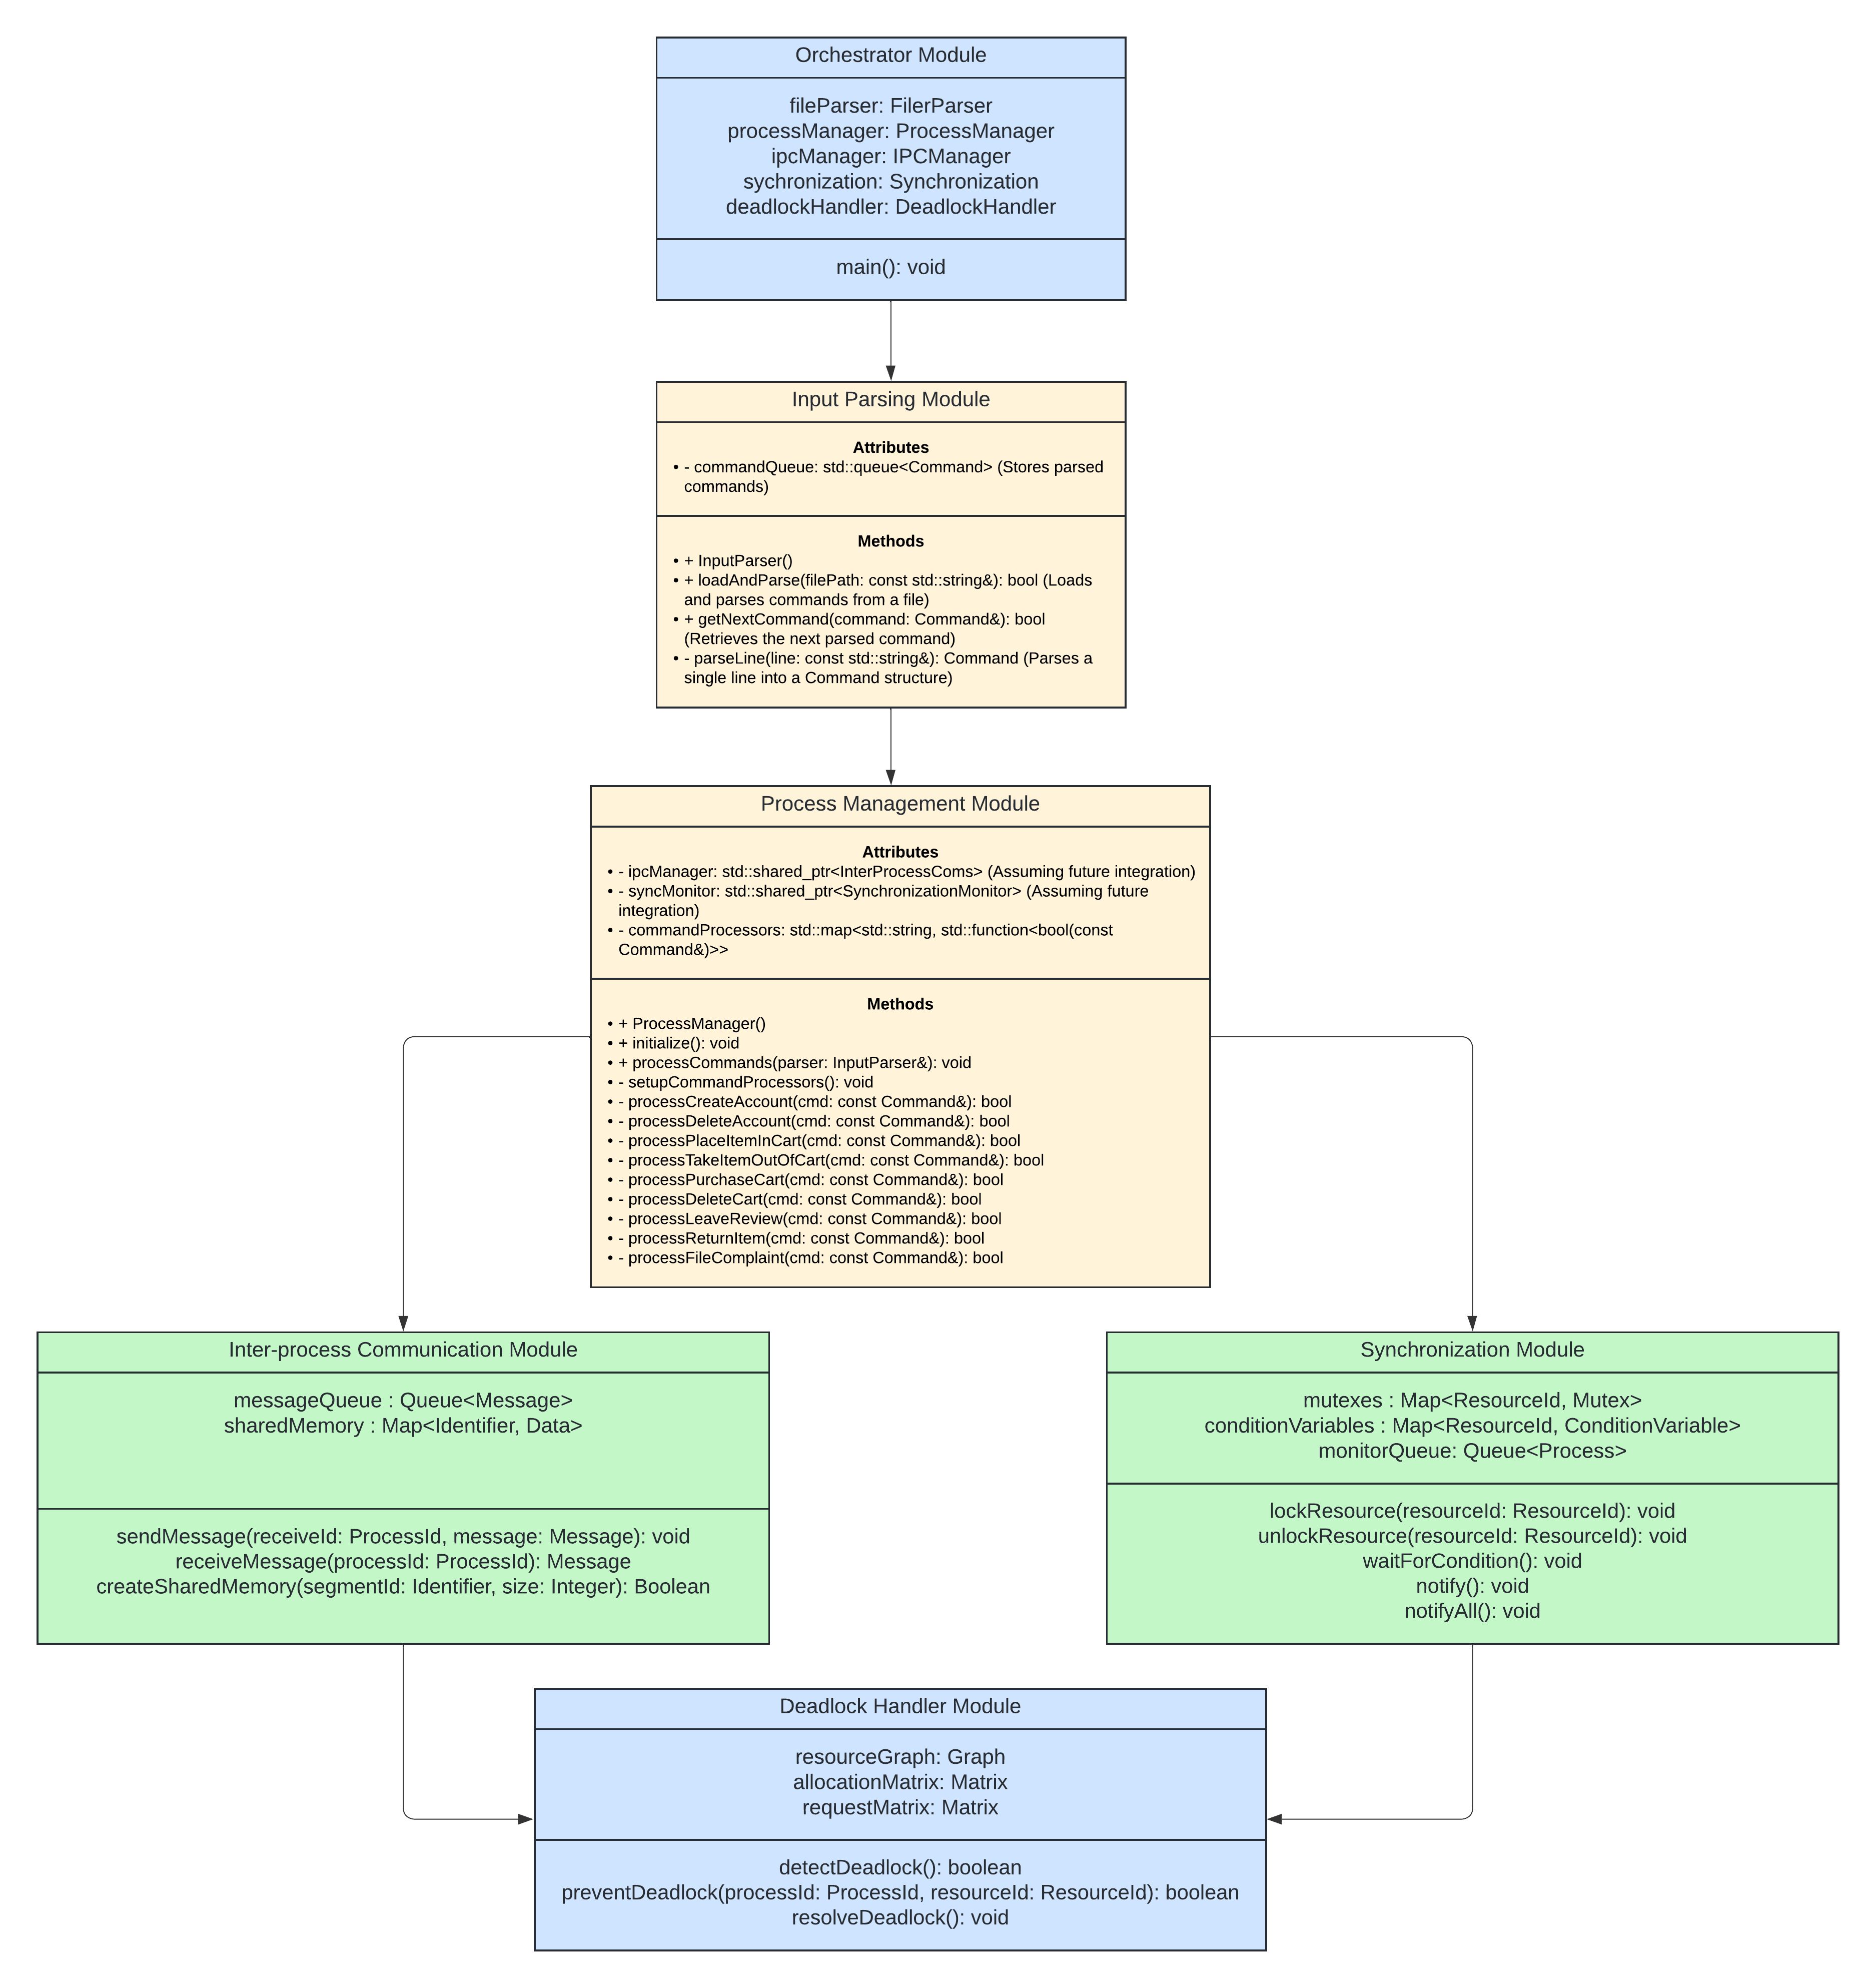 Orchestrator Module
fileParser: FilerParser
processManager: ProcessManager
ipcManager: IPCManager
sychronization: Synchronization
deadlockHandler: DeadlockHandler
main(): void
Input Parsing Module
Attributes
• - commandQueue: std::queue<Command> (Stores parsed
commands)
Methods
• + InputParser()
• + loadAndParse(filePath: const std::string&): bool (Loads
and parses commands from a file)
• + getNextCommand(command: Command&): bool
(Retrieves the next parsed command)
• - parseLine(line: const std::string&): Command (Parses a
single line into a Command structure)
Process Management Module
Attributes
• - ipcManager: std::shared_ptr<InterProcessComs> (Assuming future integration)
• - syncMonitor: std::shared_ptr<SynchronizationMonitor> (Assuming future
integration)
• - commandProcessors: std::map<std::string, std::function<bool(const
Command&)>>
Methods
• + ProcessManager()
• + initialize(): void
• + processCommands(parser: InputParser&): void
• - setupCommandProcessors(): void
• - processCreateAccount(cmd: const Command&): bool
• - processDeleteAccount(cmd: const Command&): bool
• - processPlaceItemInCart(cmd: const Command&): bool
• - processTakeItemOutOfCart(cmd: const Command&): bool
• - processPurchaseCart(cmd: const Command&): bool
• - processDeleteCart(cmd: const Command&): bool
• - processLeaveReview(cmd: const Command&): bool
• - processReturnItem(cmd: const Command&): bool
• - processFileComplaint(cmd: const Command&): bool
Inter-process Communication Module
messageQueue : Queue<Message>
sharedMemory : Map<Identifier, Data>
sendMessage(receiveId: ProcessId, message: Message): void
receiveMessage(processId: ProcessId): Message
createSharedMemory(segmentId: Identifier, size: Integer): Boolean
Synchronization Module
mutexes : Map<ResourceId, Mutex>
conditionVariables : Map<ResourceId, ConditionVariable>
monitorQueue: Queue<Process>
lockResource(resourceId: ResourceId): void
unlockResource(resourceId: ResourceId): void
waitForCondition(): void
notify(): void
notifyAll(): void
Deadlock Handler Module
resourceGraph: Graph
allocationMatrix: Matrix
requestMatrix: Matrix
detectDeadlock(): boolean
preventDeadlock(processId: ProcessId, resourceId: ResourceId): boolean
resolveDeadlock(): void